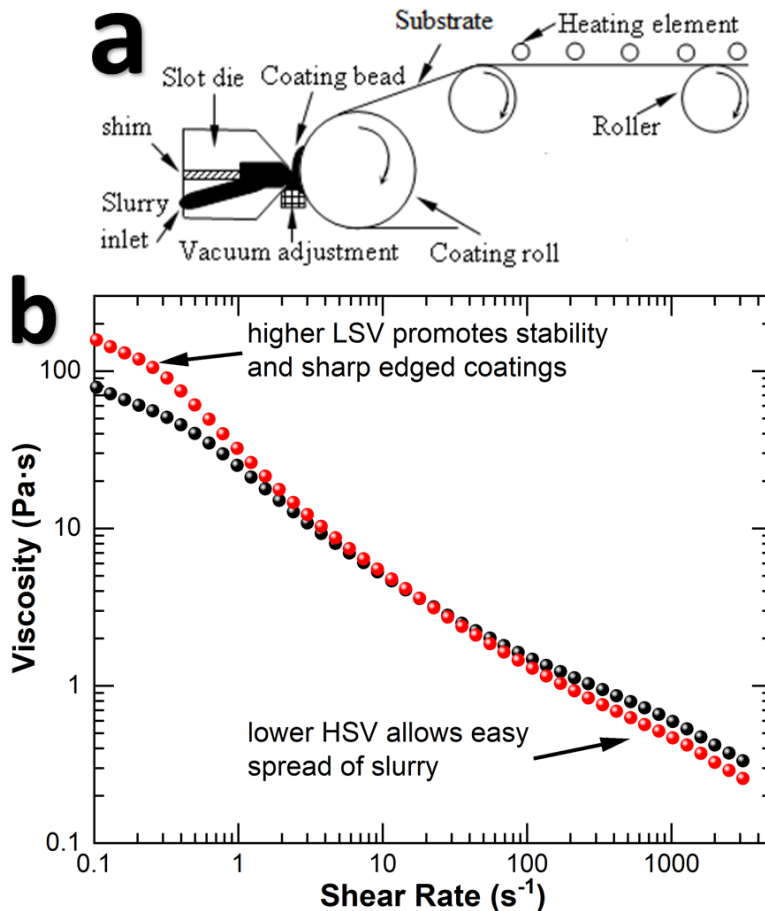 a
Substrate
Heating element
Slot die
Coating bead
shim
Roller
Slurry
inlet
Vacuum adjustment
Coating roll
b
higher LSV promotes stability
and sharp edged coatings
100
10
1
0.1
Viscosity (Pa·s)
lower HSV allows easy
spread of slurry
0.1
1
10
100
1000
Shear Rate (s⁻¹)